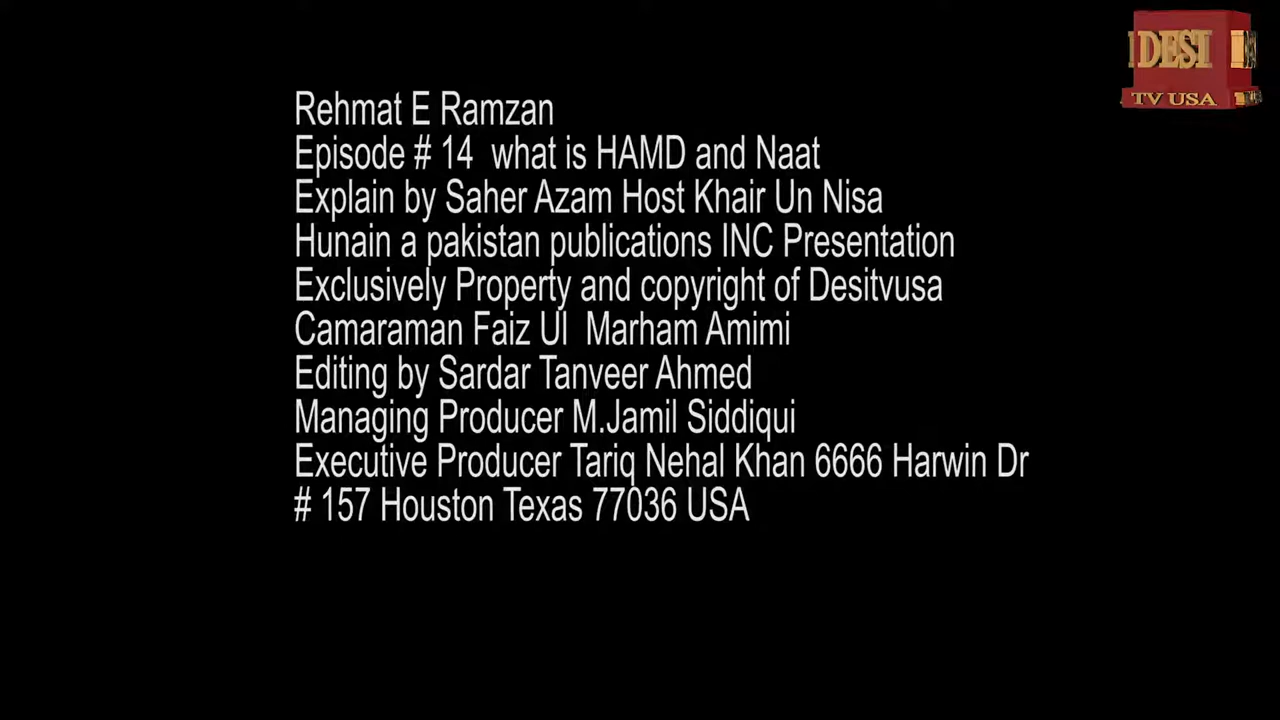 Rehmat E Ramzan
Episode # 14 what is HAMD and Naat
Explain by Saher Azam Host Khair Un Nisa
Hunain a pakistan publications INC Presentation
Exclusively Property and copyright of Desitvusa
Camaraman Faiz Ul Marham Amimi
Editing by Sardar Tanveer Ahmed
Managing Producer M.Jamil Siddiqui
Executive Producer Tariq Nehal Khan 6666 Harwin Dr
# 157 Houston Texas 77036 USA
DESI
TV USA